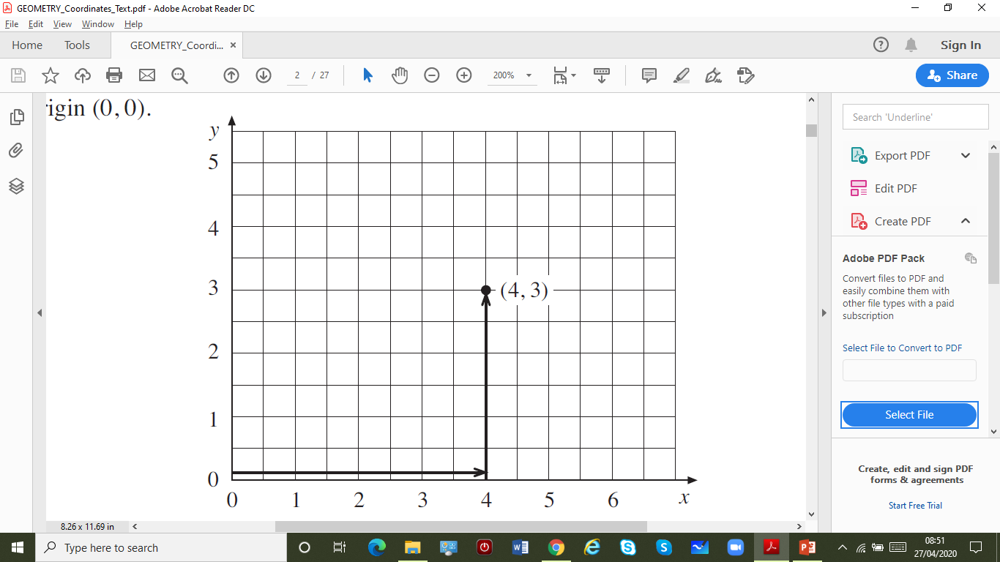 GEOMETRY_Coordinates_Text.pdf - Adobe Acrobat Reader DC
File Edit View Window Help
Home Tools GEOMETRY_Coordi... × Sign In
2 / 27 200% Share
rigin (0, 0).
y
5
4
3
2
1
0
(4, 3)
0 1 2 3 4 5 6 x
8.26 x 11.69 in
Search 'Underline'
Export PDF
Edit PDF
Create PDF
Adobe PDF Pack
Convert files to PDF and
easily combine them with
other file types with a paid
subscription
Select File to Convert to PDF
Select File
Create, edit and sign PDF
forms & agreements
Start Free Trial
Type here to search
08:51
27/04/2020